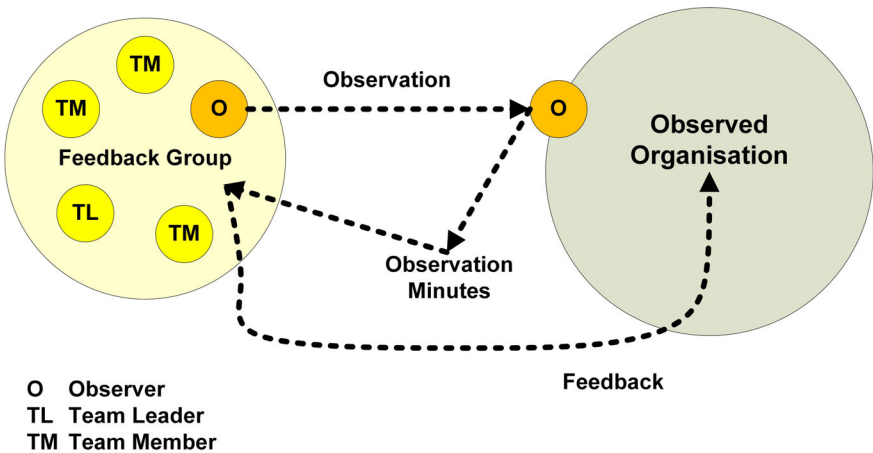 TM
Observation
TM
O
O
Observed
Organisation
Feedback Group
TL
TM
Observation
Minutes
Feedback
O Observer
TL Team Leader
TM Team Member